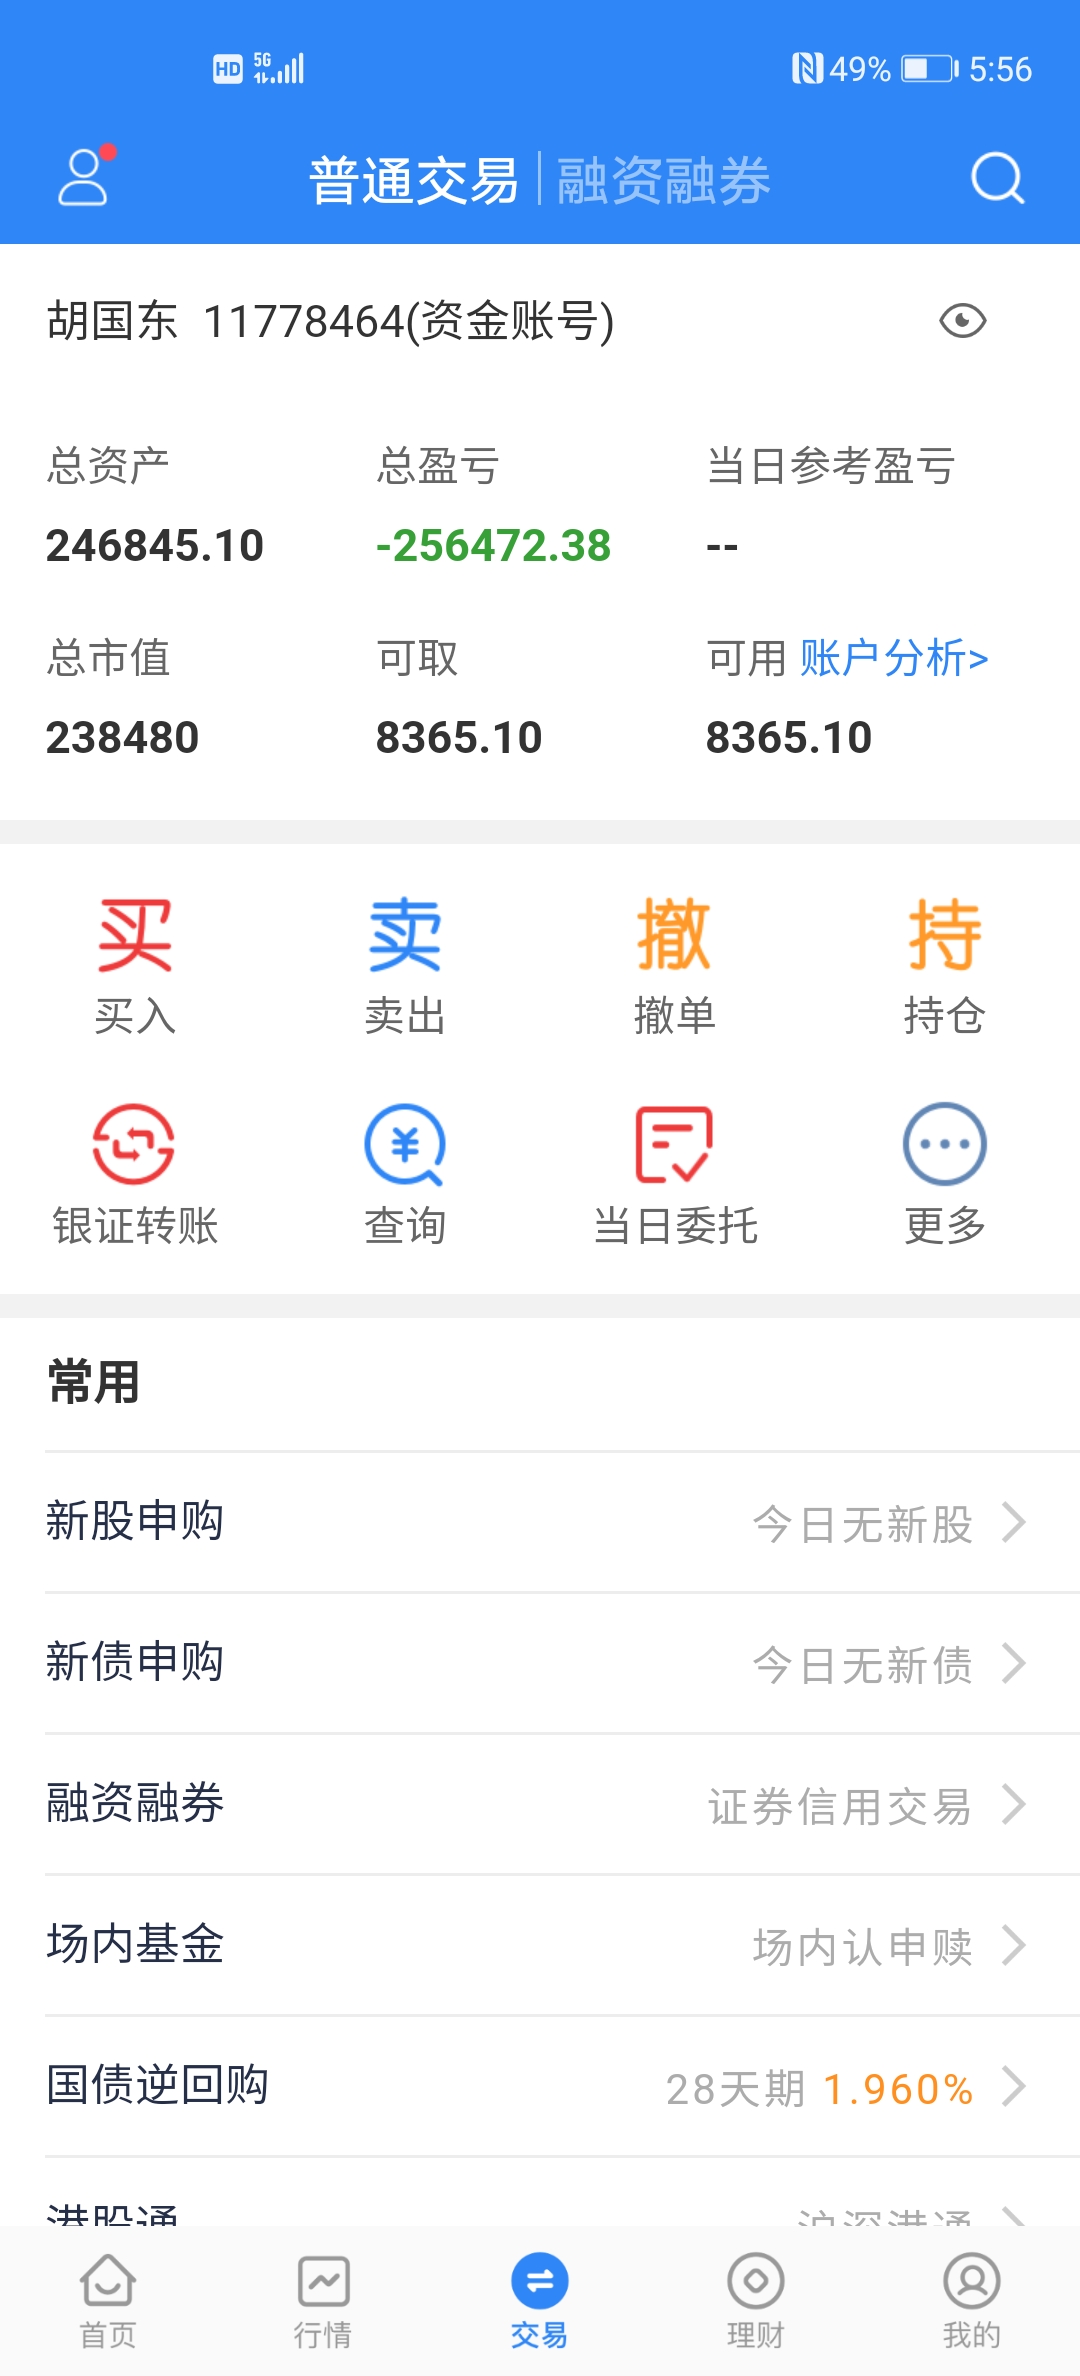 HD 5G 49% 5:56
普通交易 融资融券
胡国东 11778464(资金账号)
总资产 总盈亏 当日参考盈亏
246845.10 -256472.38 --
总市值 可取 可用 账户分析>
238480 8365.10 8365.10
买 卖 撤 持
买入 卖出 撤单 持仓
银证转账 查询 当日委托 更多
常用
新股申购 今日无新股
新债申购 今日无新债
融资融券 证券信用交易
场内基金 场内认申赎
国债逆回购 28天期 1.960%
港股通 沪深港通
首页 行情 交易 理财 我的